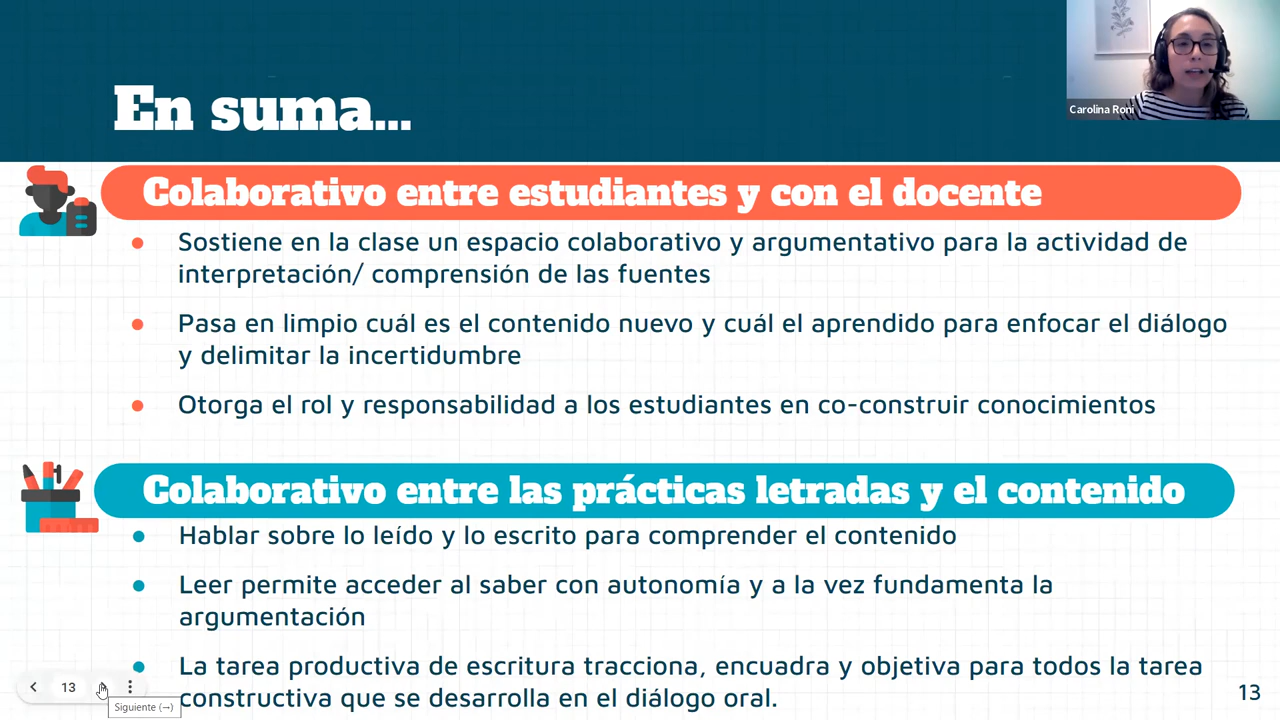 En suma...
Carolina Roni
Colaborativo entre estudiantes y con el docente
Sostiene en la clase un espacio colaborativo y argumentativo para la actividad de
interpretación/ comprensión de las fuentes
Pasa en limpio cuál es el contenido nuevo y cuál el aprendido para enfocar el diálogo
y delimitar la incertidumbre
Otorga el rol y responsabilidad a los estudiantes en co-construir conocimientos
Colaborativo entre las prácticas letradas y el contenido
Hablar sobre lo leído y lo escrito para comprender el contenido
Leer permite acceder al saber con autonomía y a la vez fundamenta la
argumentación
La tarea productiva de escritura tracciona, encuadra y objetiva para todos la tarea
constructiva que se desarrolla en el diálogo oral.
13
Siguiente (→)
13